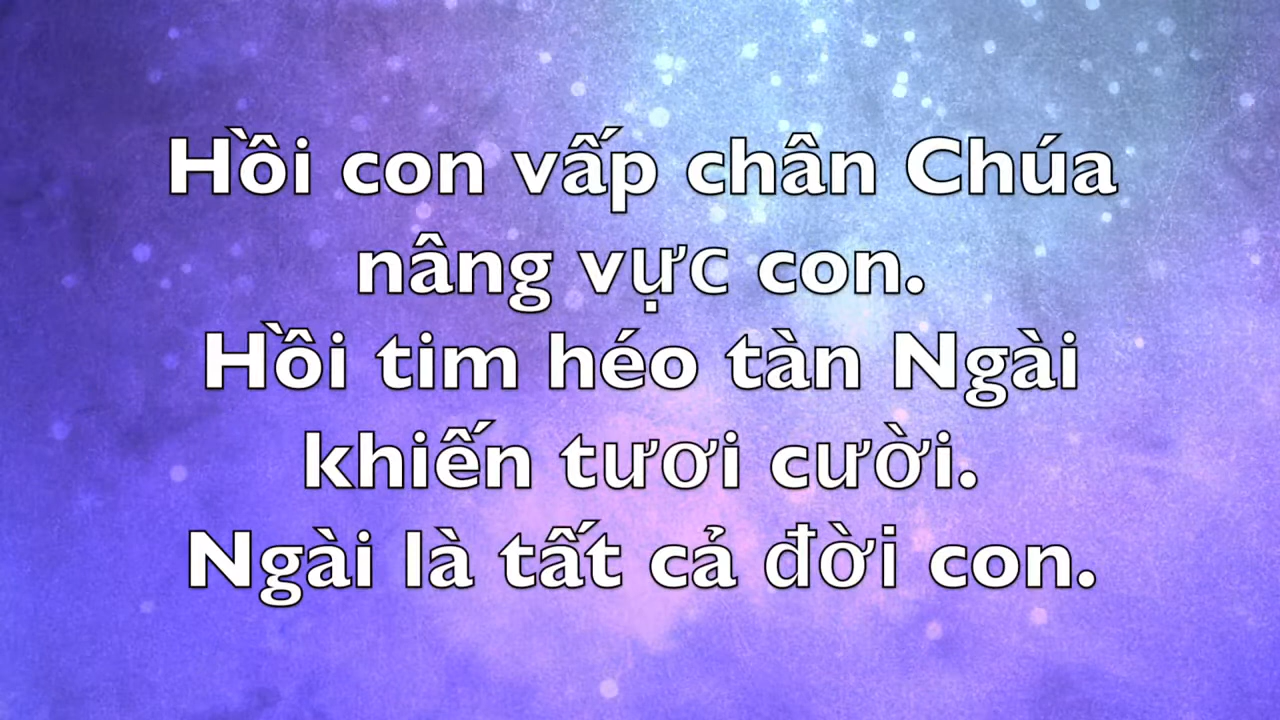 Hồi con vấp chân Chúa
nâng vực con.
Hồi tim héo tàn Ngài
khiến tươi cười.
Ngài là tất cả đời con.